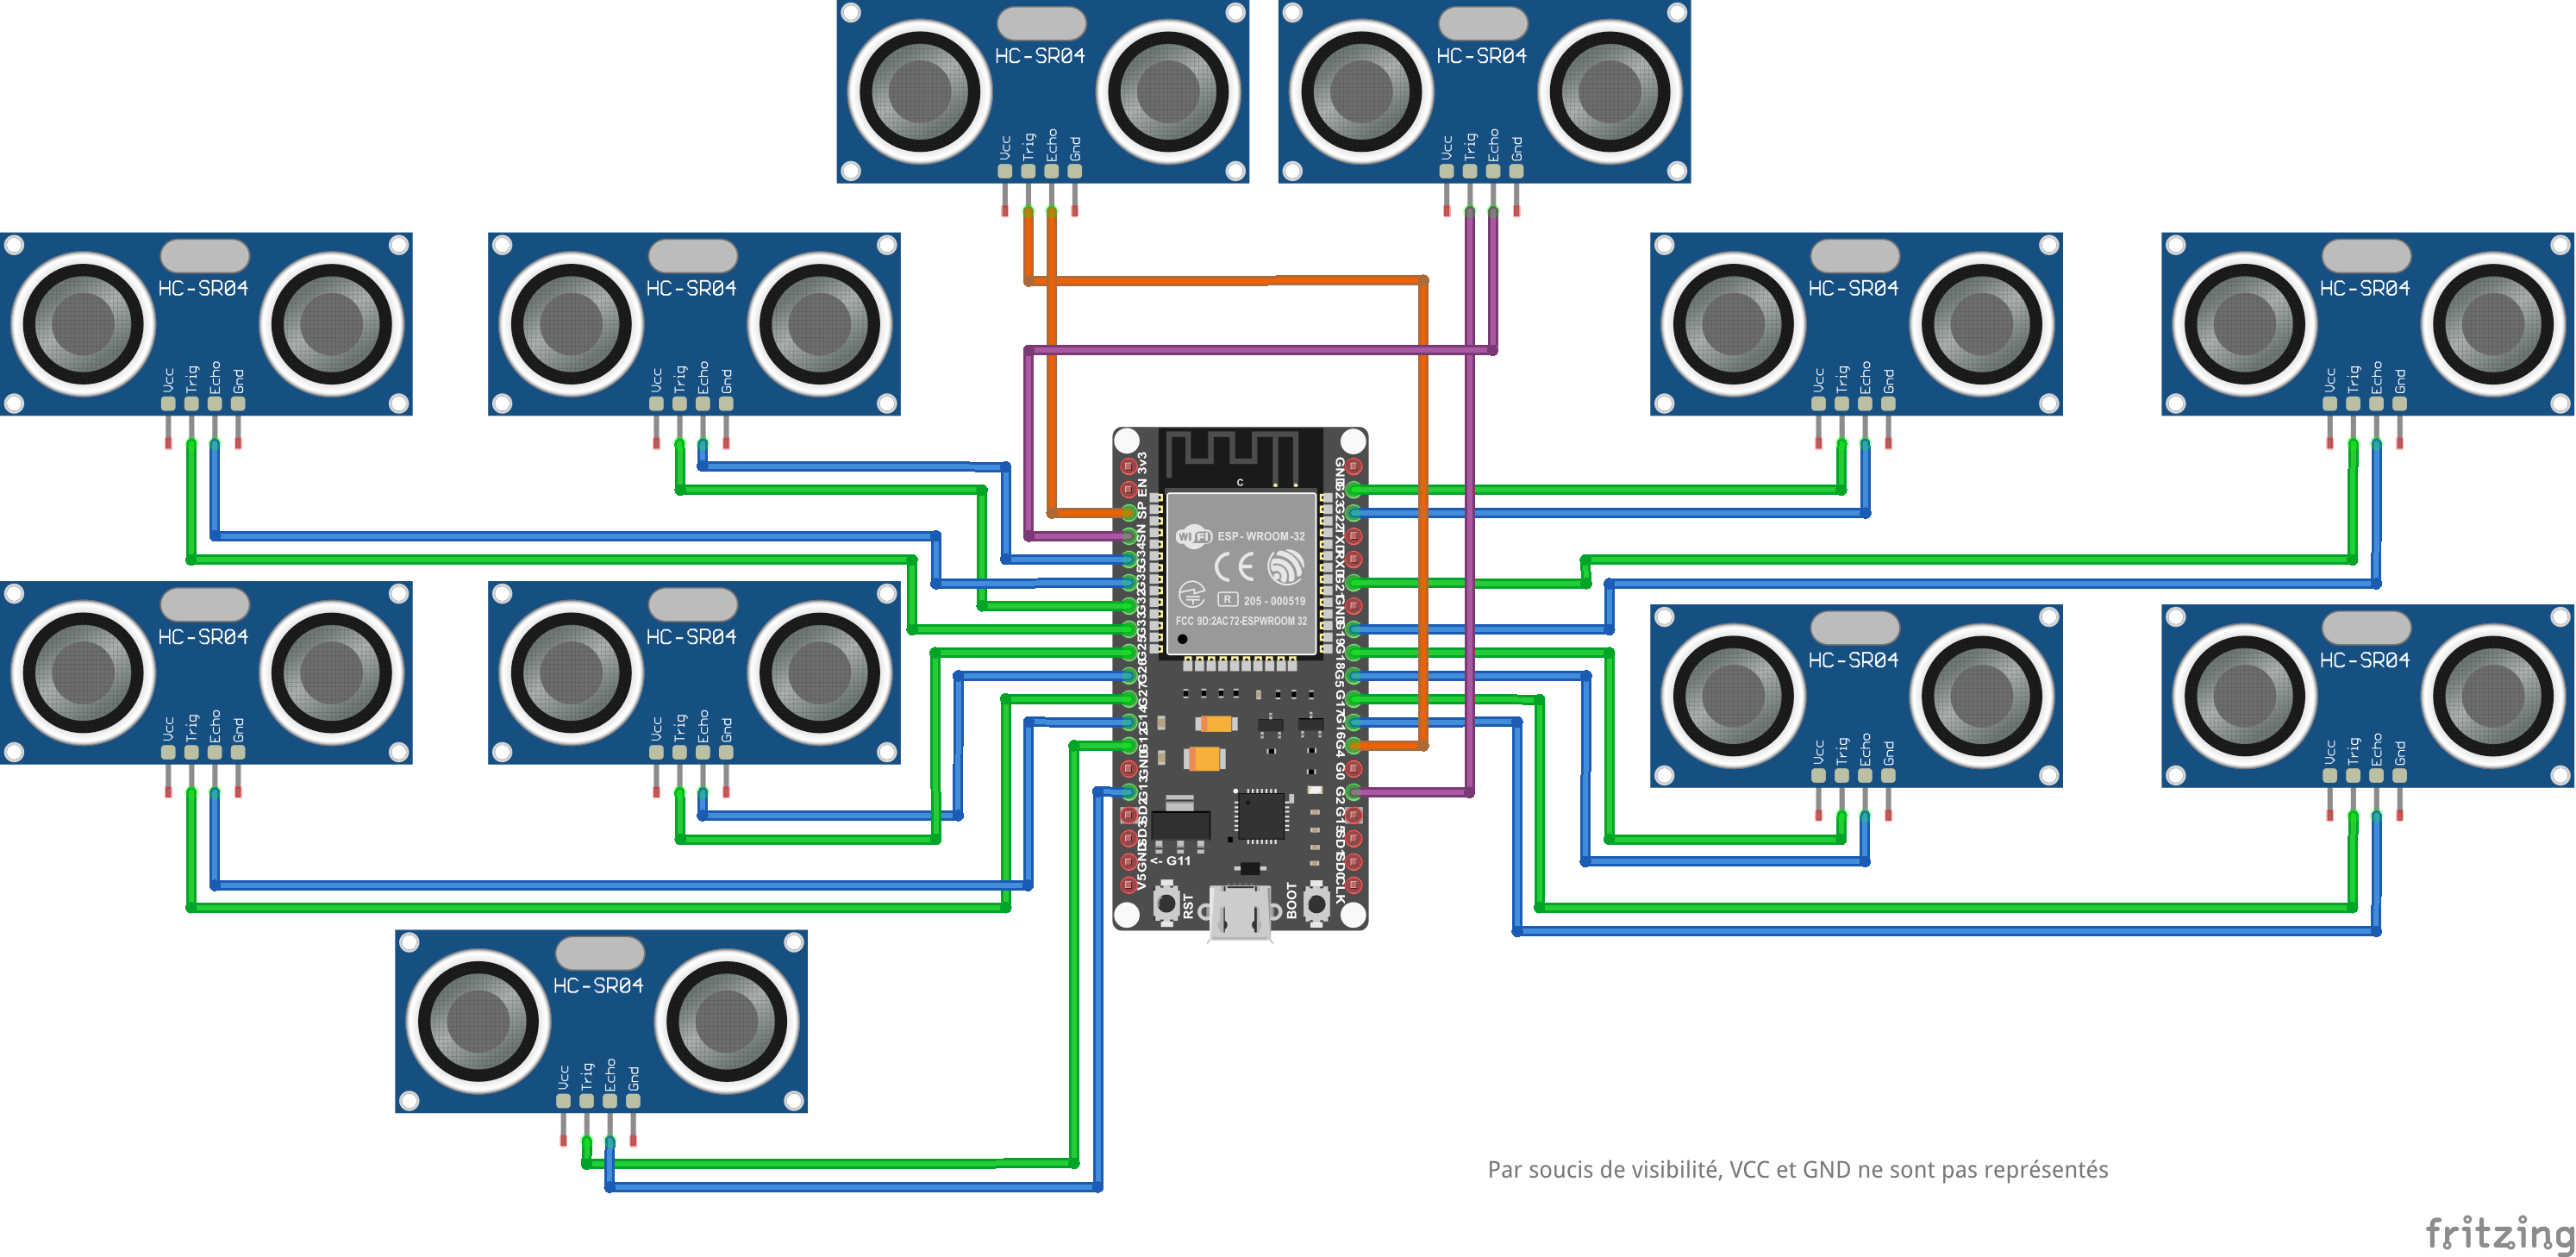 HC-SR04
Vcc Trig Echo Gnd
HC-SR04
Vcc Trig Echo Gnd
HC-SR04
Vcc Trig Echo Gnd
HC-SR04
Vcc Trig Echo Gnd
HC-SR04
Vcc Trig Echo Gnd
HC-SR04
Vcc Trig Echo Gnd
3v3
EN
SP
SN
G34
G35
G32
G33
G25
G26
G27
G14
G12
GND
G13
SD2
SD3
GND
V5
C
WiFi ESP-WROOM-32
CE
R 205-000519
FCC 9D:2AC72-ESPWROOM 32
<- G11
RST
BOOT
GND
G23
G22
TXD
RXD
G21
GND
G19
G18
G5
G17
G16
G4
G0
G2
G15
SD1
SD0
CLK
HC-SR04
Vcc Trig Echo Gnd
HC-SR04
Vcc Trig Echo Gnd
HC-SR04
Vcc Trig Echo Gnd
HC-SR04
Vcc Trig Echo Gnd
HC-SR04
Vcc Trig Echo Gnd
Par soucis de visibilité, VCC et GND ne sont pas représentés
fritzing